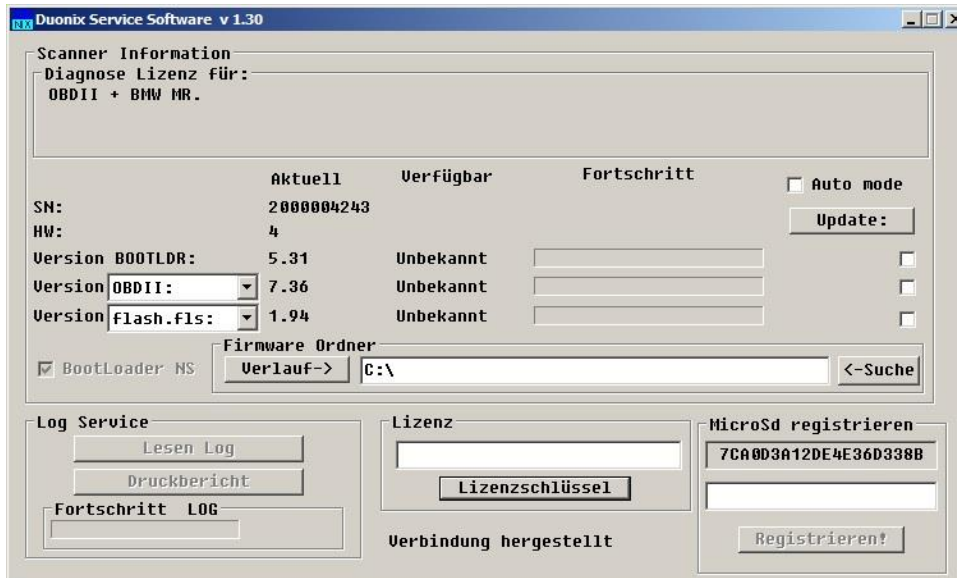 NIX Duonix Service Software v 1.30
Scanner Information
Diagnose Lizenz für:
OBDII + BMW MR.
Aktuell Verfügbar Fortschritt Auto mode
SN: 2000004243 Update:
HW: 4
Version BOOTLDR: 5.31 Unbekannt
Version OBDII: 7.36 Unbekannt
Version flash.fls: 1.94 Unbekannt
Firmware Ordner
BootLoader NS Verlauf-> C:\ <-Suche
Log Service Lizenz MicroSd registrieren
Lesen Log 7CA0D3A12DE4E36D338B
Druckbericht Lizenzschlüssel
Fortschritt LOG
Verbindung hergestellt Registrieren!